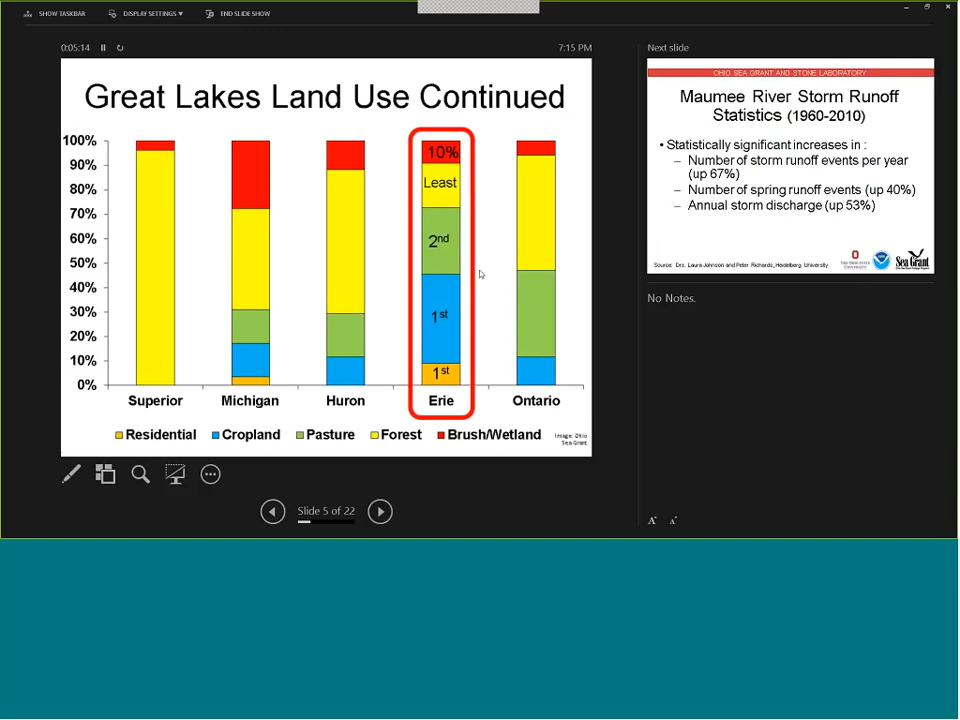 SHOW TASKBAR DISPLAY SETTINGS ▾ END SLIDE SHOW
0:05:14 7:15 PM
Great Lakes Land Use Continued
100%
90%
80%
70%
60%
50%
40%
30%
20%
10%
0%
10%
Least
2nd
1st
1st
Superior Michigan Huron Erie Ontario
Residential Cropland Pasture Forest Brush/Wetland
Image: Ohio
Sea Grant
Slide 5 of 22
Next slide
OHIO SEA GRANT AND STONE LABORATORY
Maumee River Storm Runoff
Statistics (1960-2010)
• Statistically significant increases in :
– Number of storm runoff events per year
(up 67%)
– Number of spring runoff events (up 40%)
– Annual storm discharge (up 53%)
Source: Drs. Laura Johnson and Peter Richards, Heidelberg University
Sea Grant
No Notes.
A A